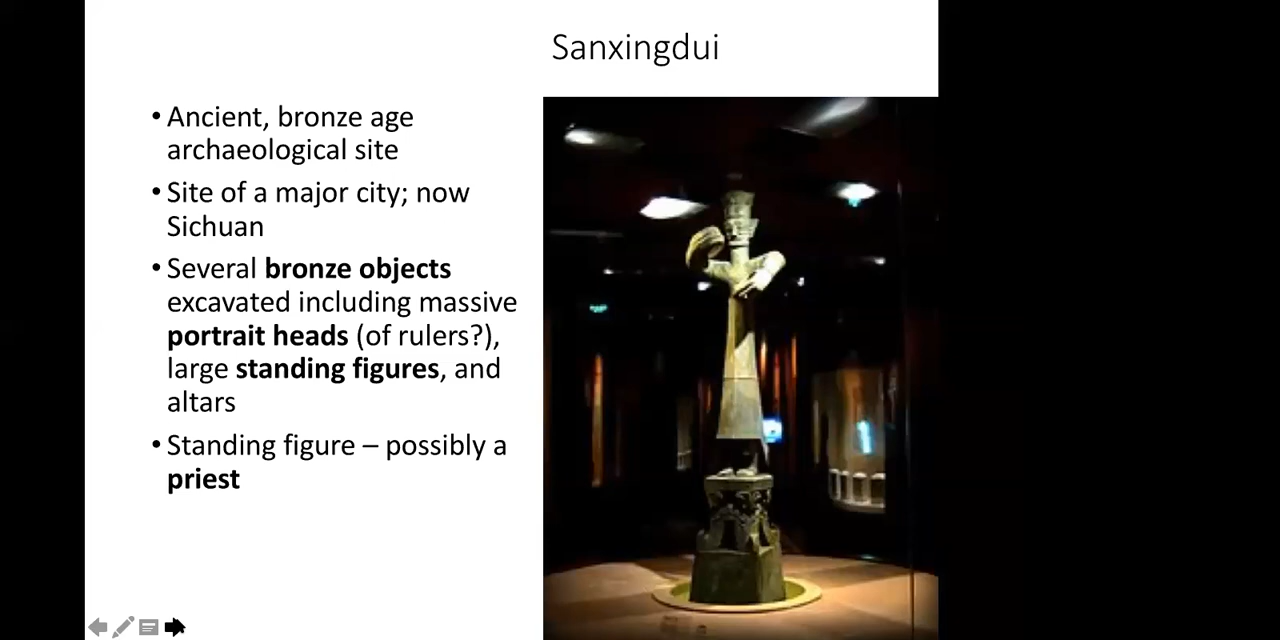 Sanxingdui
• Ancient, bronze age
archaeological site
• Site of a major city; now
Sichuan
• Several bronze objects
excavated including massive
portrait heads (of rulers?),
large standing figures, and
altars
• Standing figure – possibly a
priest